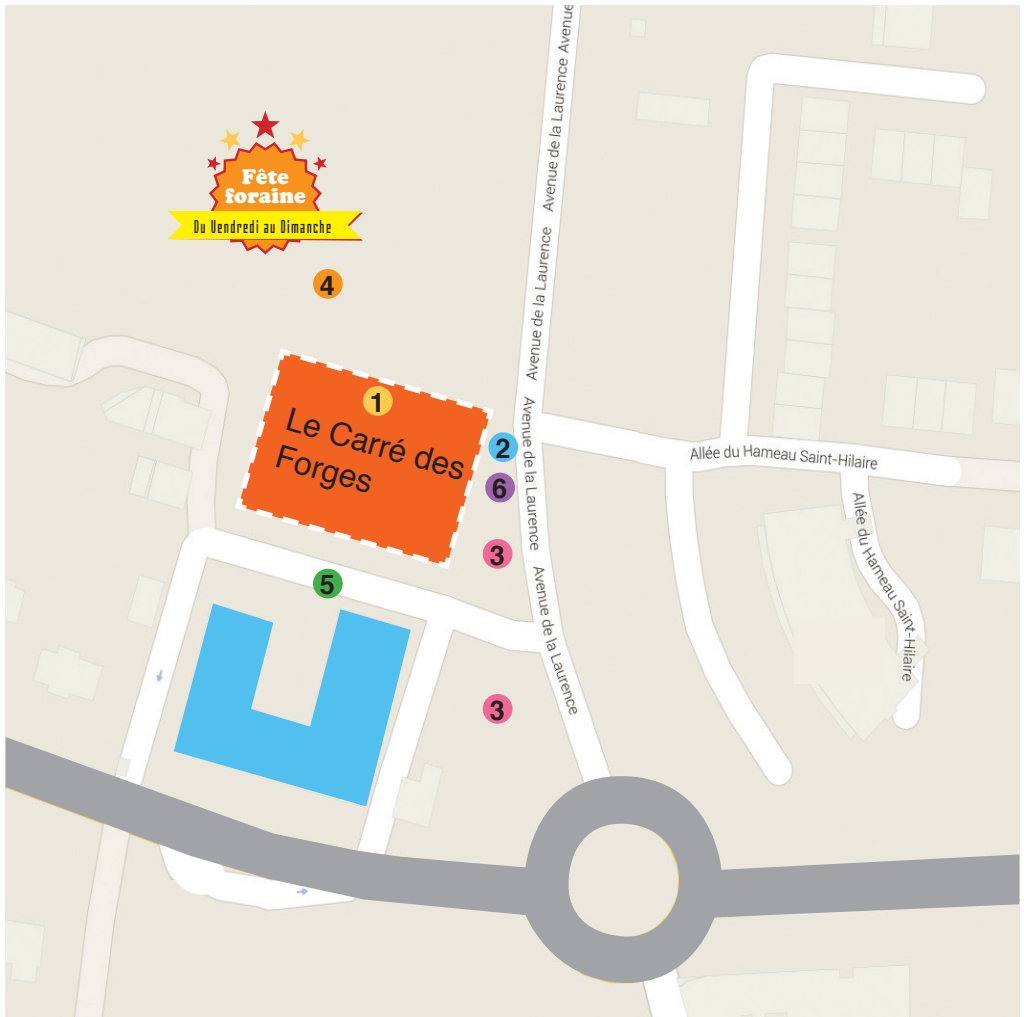 Avenue
Avenue de la Laurence
Fête
foraine
Du Vendredi au Dimanche
Avenue de la Laurence
4
1
Le Carré des
Forges
2
Avenue de la Laurence
Allée du Hameau Saint-Hilaire
6
3
Allée du Hameau Saint-Hilaire
5
Avenue de la Laurence
3